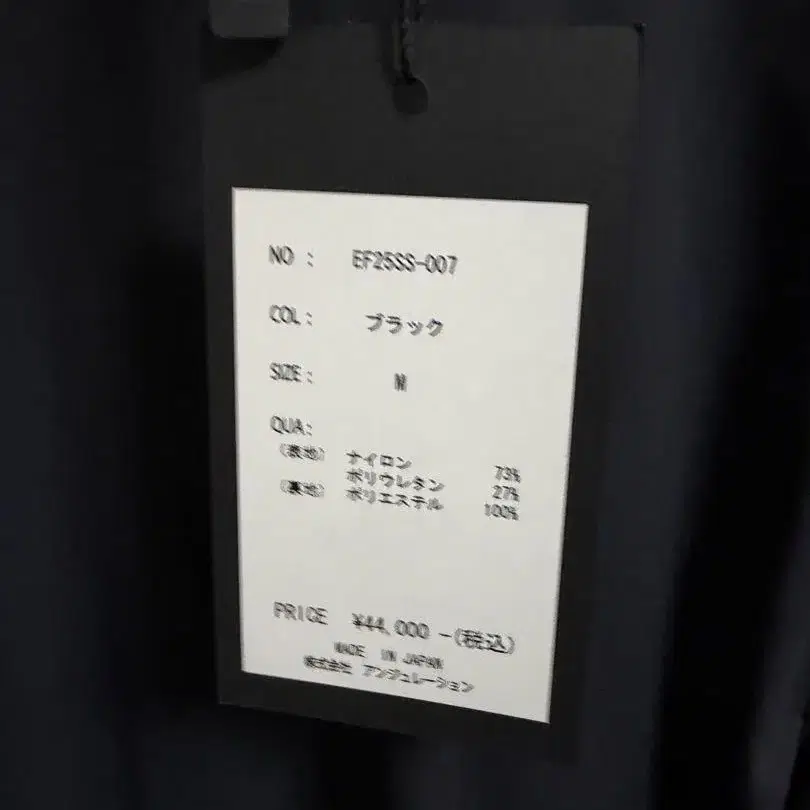 NO : EF25SS-007
COL: ブラック
SIZE: M
QUA:
(表地) ナイロン 73%
ポリウレタン 27%
(裏地) ポリエステル 100%
PRICE ¥44,000 -(税込)
MADE IN JAPAN
株式会社 アンジュレーション